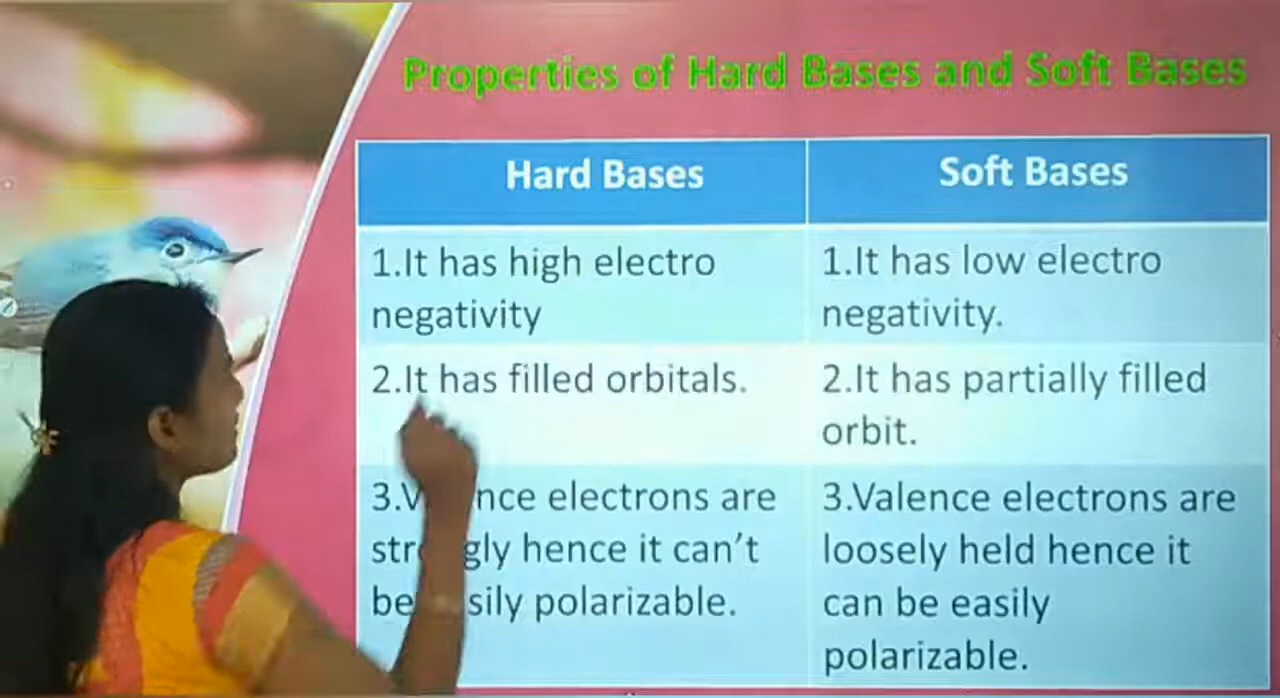 Properties of Hard Bases and Soft Bases
Hard Bases
Soft Bases
1.It has high electro
negativity
1.It has low electro
negativity.
2.It has filled orbitals.
2.It has partially filled
orbit.
nce electrons are
gly hence it can't
be sily polarizable.
3.Valence electrons are
loosely held hence it
can be easily
polarizable.